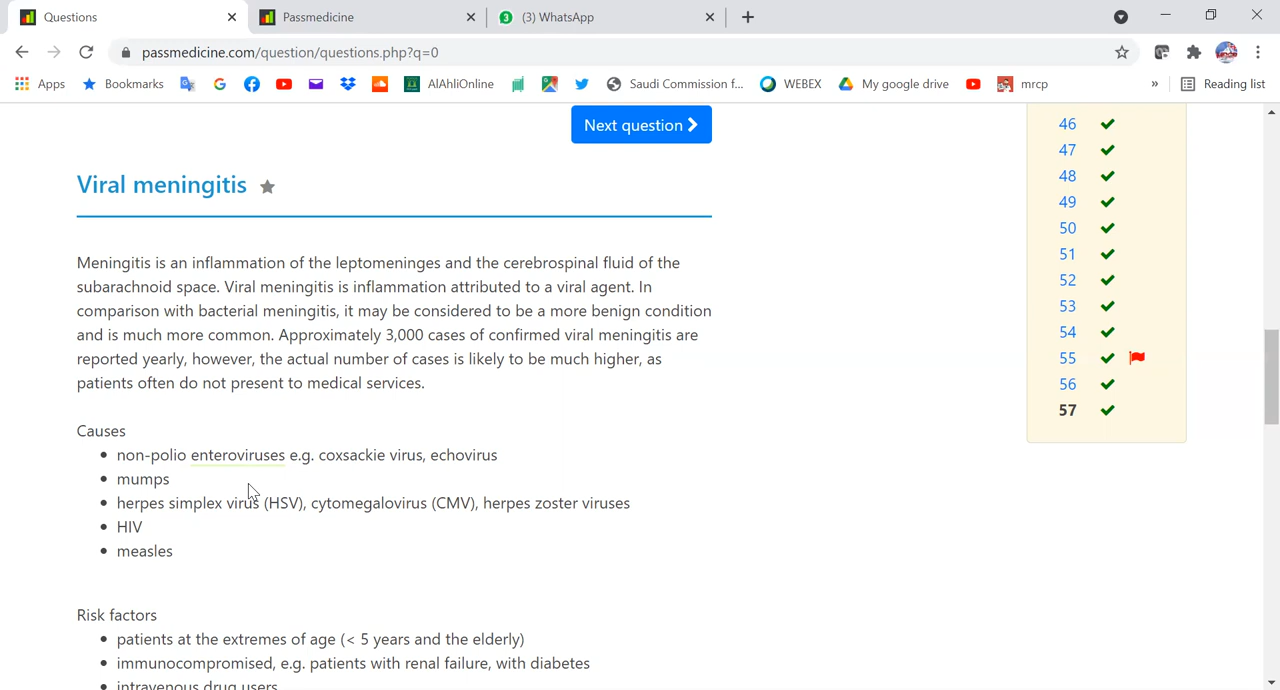 Questions
Passmedicine
3 (3) WhatsApp
passmedicine.com/question/questions.php?q=0
Apps Bookmarks AlAhliOnline Saudi Commission f... WEBEX My google drive mrcp » Reading list
Next question
46
47
48
49
50
51
52
53
54
55
56
57
Viral meningitis
Meningitis is an inflammation of the leptomeninges and the cerebrospinal fluid of the
subarachnoid space. Viral meningitis is inflammation attributed to a viral agent. In
comparison with bacterial meningitis, it may be considered to be a more benign condition
and is much more common. Approximately 3,000 cases of confirmed viral meningitis are
reported yearly, however, the actual number of cases is likely to be much higher, as
patients often do not present to medical services.
Causes
• non-polio enteroviruses e.g. coxsackie virus, echovirus
• mumps
• herpes simplex virus (HSV), cytomegalovirus (CMV), herpes zoster viruses
• HIV
• measles
Risk factors
• patients at the extremes of age (< 5 years and the elderly)
• immunocompromised, e.g. patients with renal failure, with diabetes
• intravenous drug users